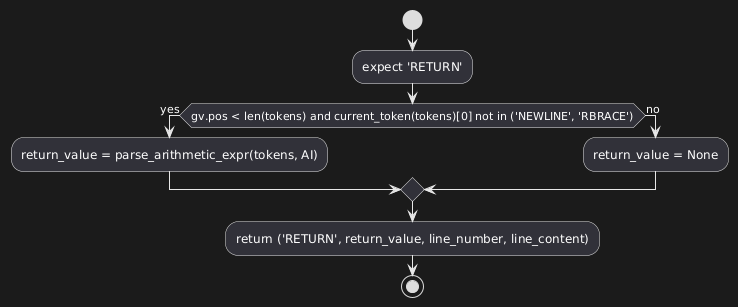 expect 'RETURN'
yes
gv.pos < len(tokens) and current_token(tokens)[0] not in ('NEWLINE', 'RBRACE')
no
return_value = parse_arithmetic_expr(tokens, AI)
return_value = None
return ('RETURN', return_value, line_number, line_content)